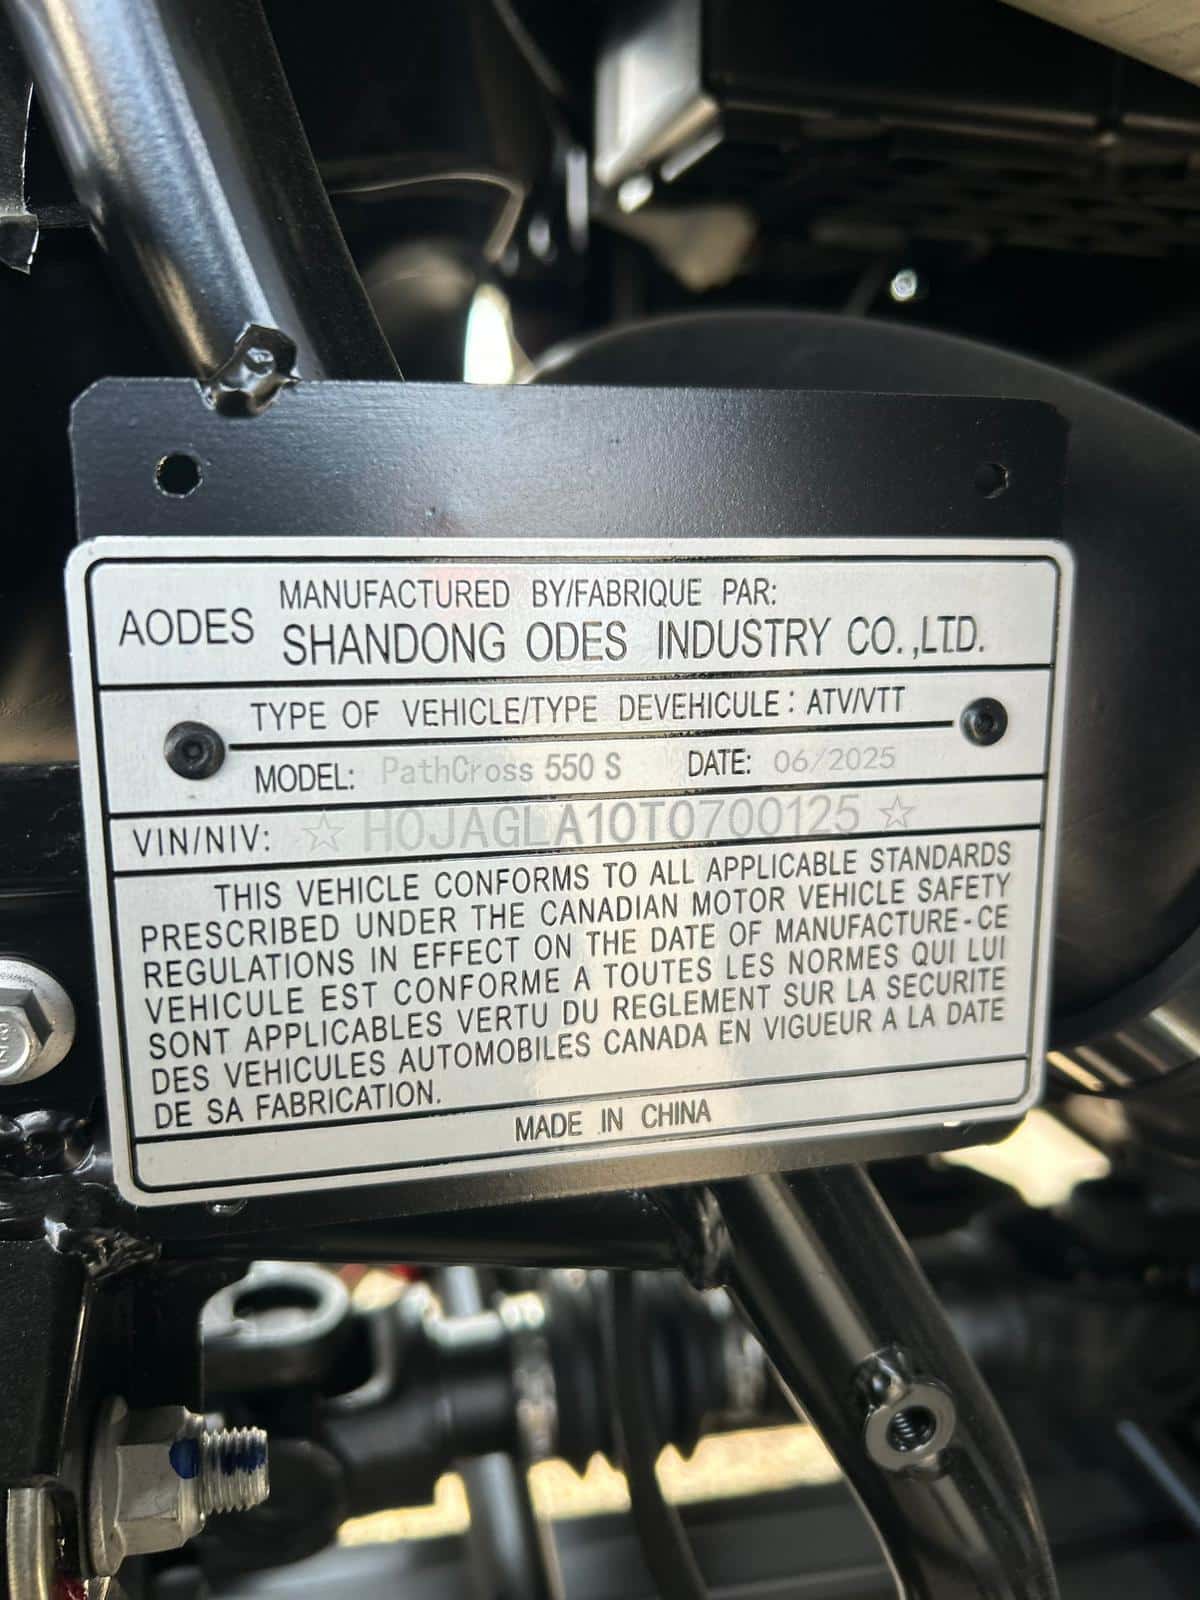 AODES
MANUFACTURED BY/FABRIQUE PAR:
SHANDONG ODES INDUSTRY CO.,LTD.
TYPE OF VEHICLE/TYPE DEVEHICULE: ATV/VTT
MODEL: PathCross 550 S DATE: 06/2025
VIN/NIV: ☆ H0JAGLA10T0700125 ☆
THIS VEHICLE CONFORMS TO ALL APPLICABLE STANDARDS
PRESCRIBED UNDER THE CANADIAN MOTOR VEHICLE SAFETY
REGULATIONS IN EFFECT ON THE DATE OF MANUFACTURE-CE
VEHICULE EST CONFORME A TOUTES LES NORMES QUI LUI
SONT APPLICABLES VERTU DU REGLEMENT SUR LA SECURITE
DES VEHICULES AUTOMOBILES CANADA EN VIGUEUR A LA DATE
DE SA FABRICATION.
MADE IN CHINA